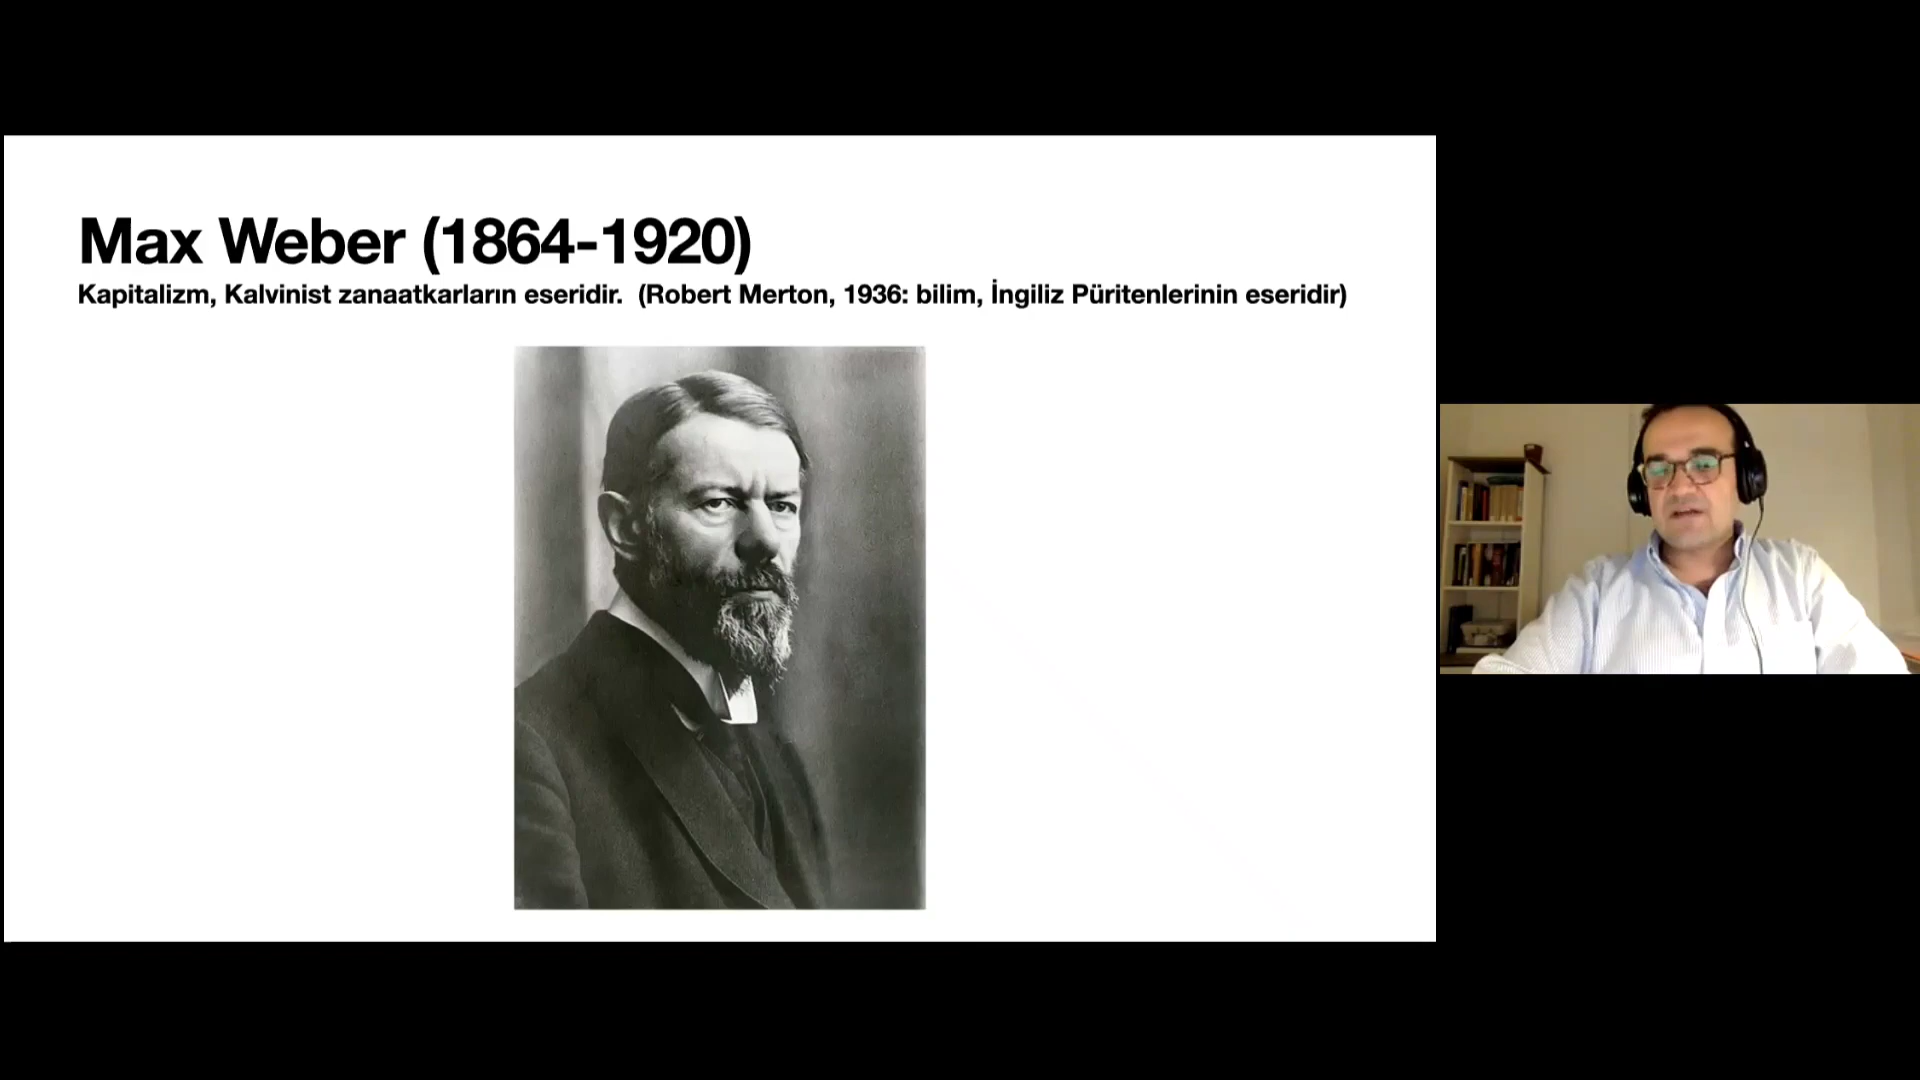 Max Weber (1864-1920)
Kapitalizm, Kalvinist zanaatkarların eseridir. (Robert Merton, 1936: bilim, İngiliz Püritenlerinin eseridir)